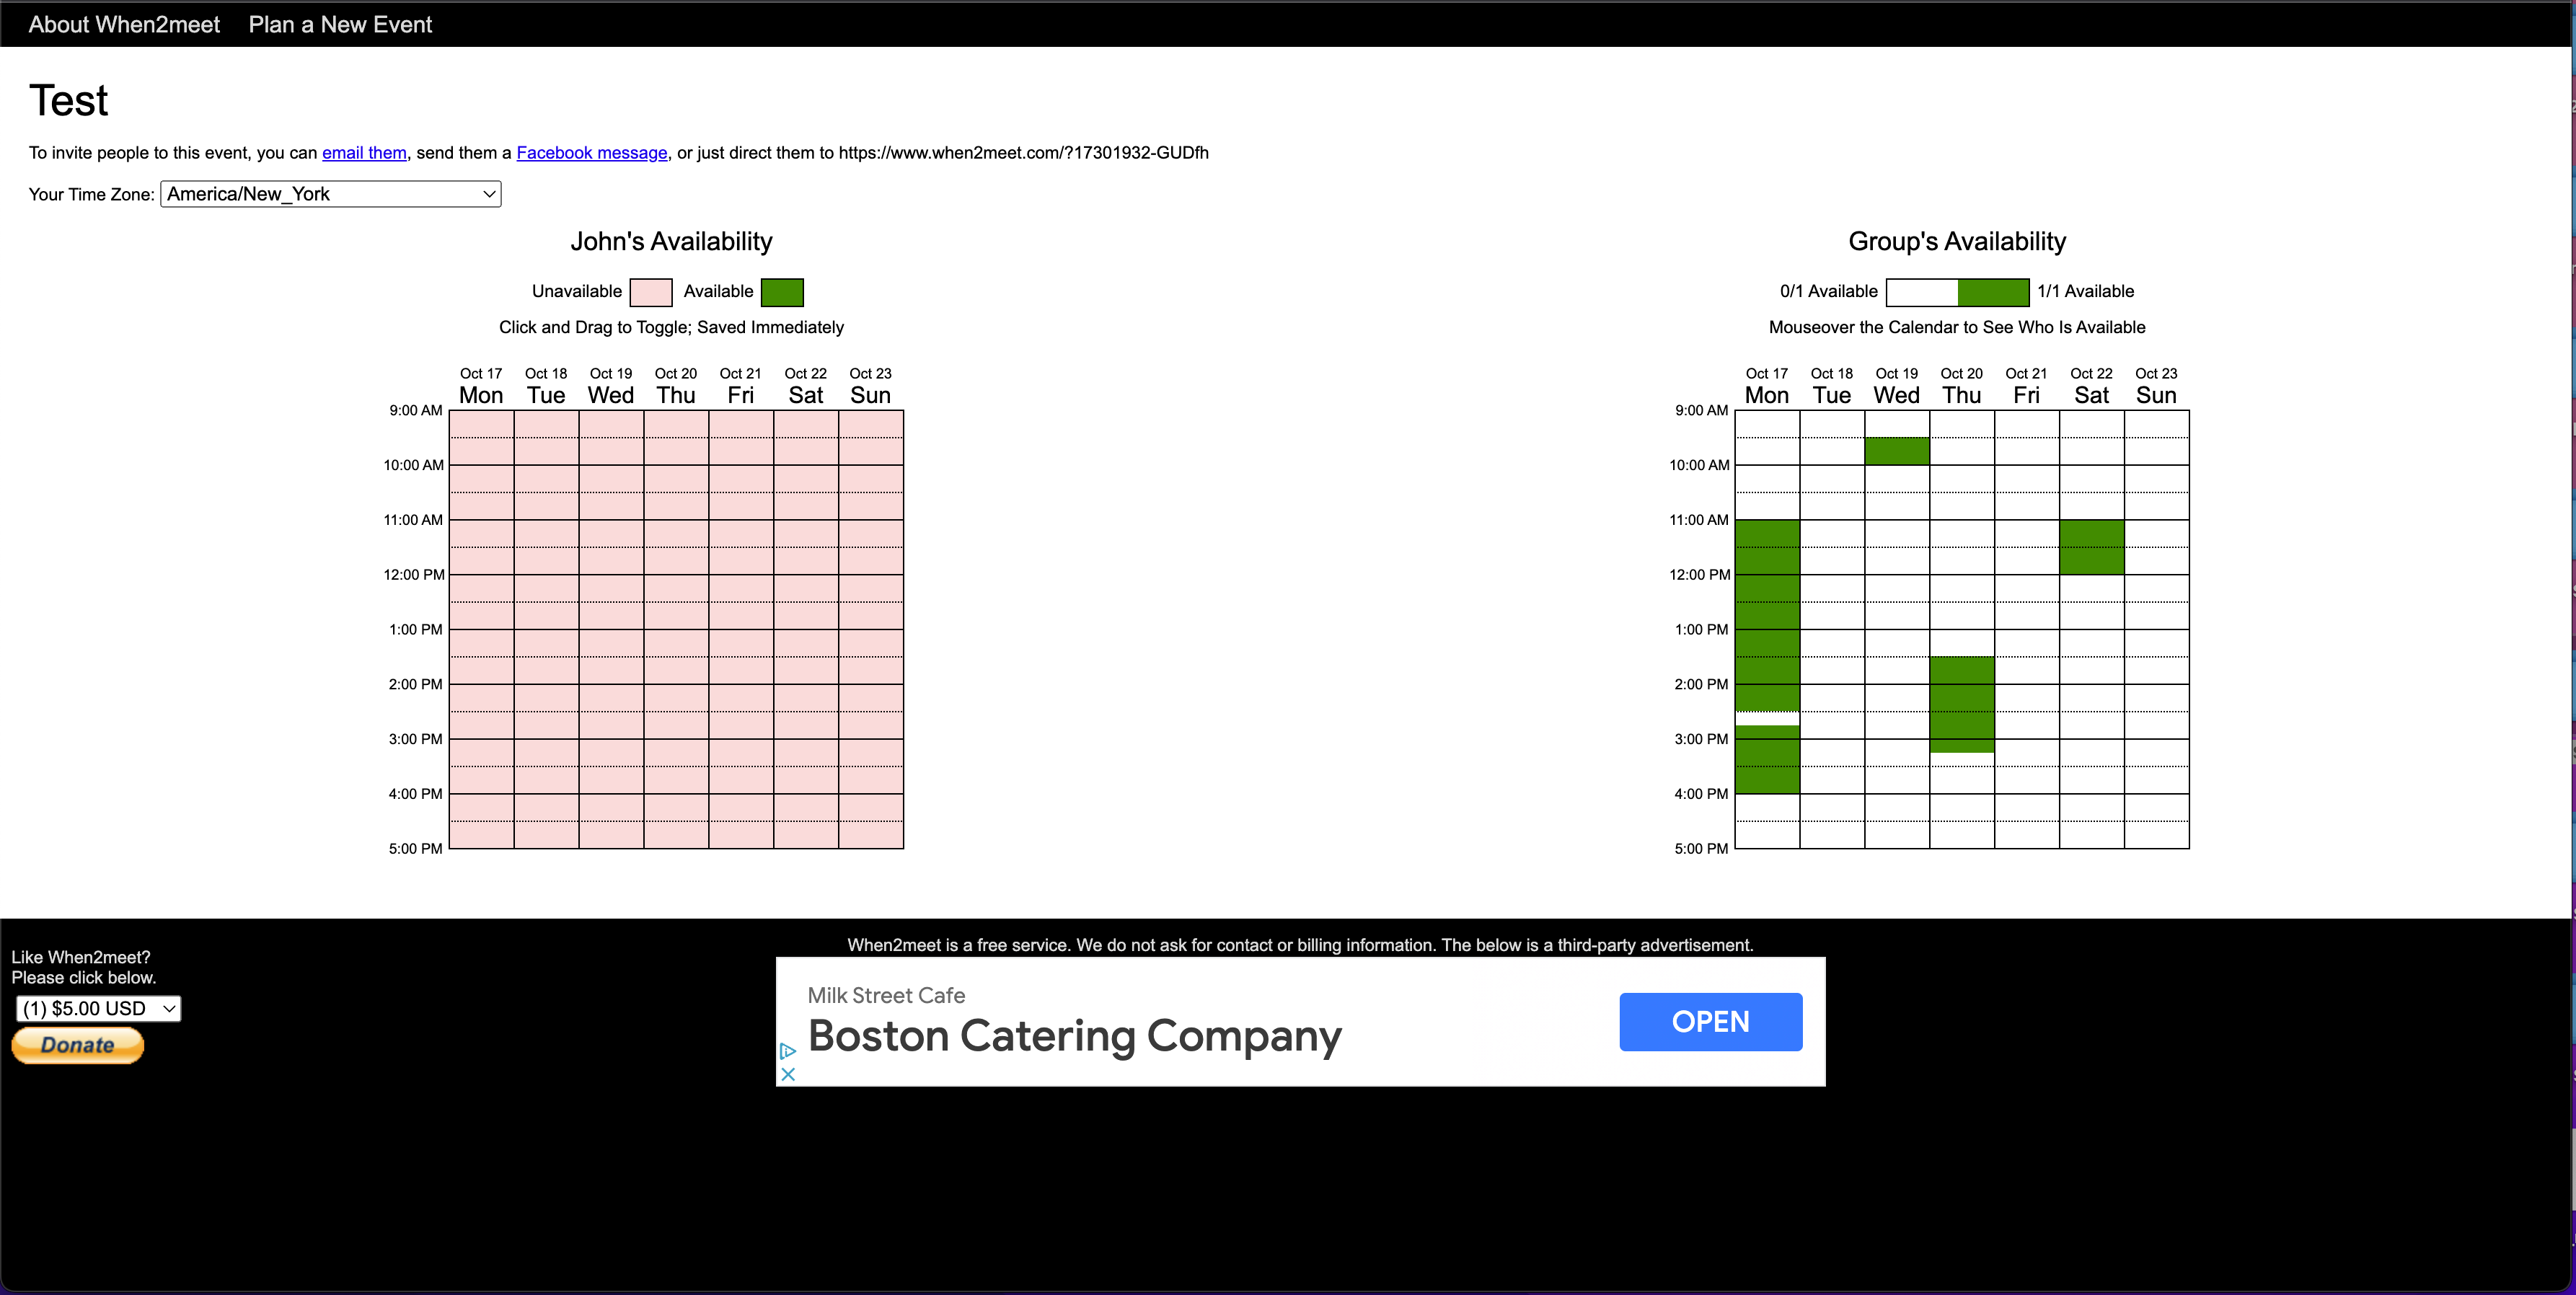 About When2meet Plan a New Event
Test
To invite people to this event, you can email them, send them a Facebook message, or just direct them to https://www.when2meet.com/?17301932-GUDfh
Your Time Zone: America/New_York
John's Availability
Unavailable Available
Click and Drag to Toggle; Saved Immediately
Oct 17 Oct 18 Oct 19 Oct 20 Oct 21 Oct 22 Oct 23
Mon Tue Wed Thu Fri Sat Sun
9:00 AM
10:00 AM
11:00 AM
12:00 PM
1:00 PM
2:00 PM
3:00 PM
4:00 PM
5:00 PM
Group's Availability
0/1 Available 1/1 Available
Mouseover the Calendar to See Who Is Available
Oct 17 Oct 18 Oct 19 Oct 20 Oct 21 Oct 22 Oct 23
Mon Tue Wed Thu Fri Sat Sun
9:00 AM
10:00 AM
11:00 AM
12:00 PM
1:00 PM
2:00 PM
3:00 PM
4:00 PM
5:00 PM
Like When2meet?
Please click below.
(1) $5.00 USD
Donate
When2meet is a free service. We do not ask for contact or billing information. The below is a third-party advertisement.
Milk Street Cafe
Boston Catering Company
OPEN